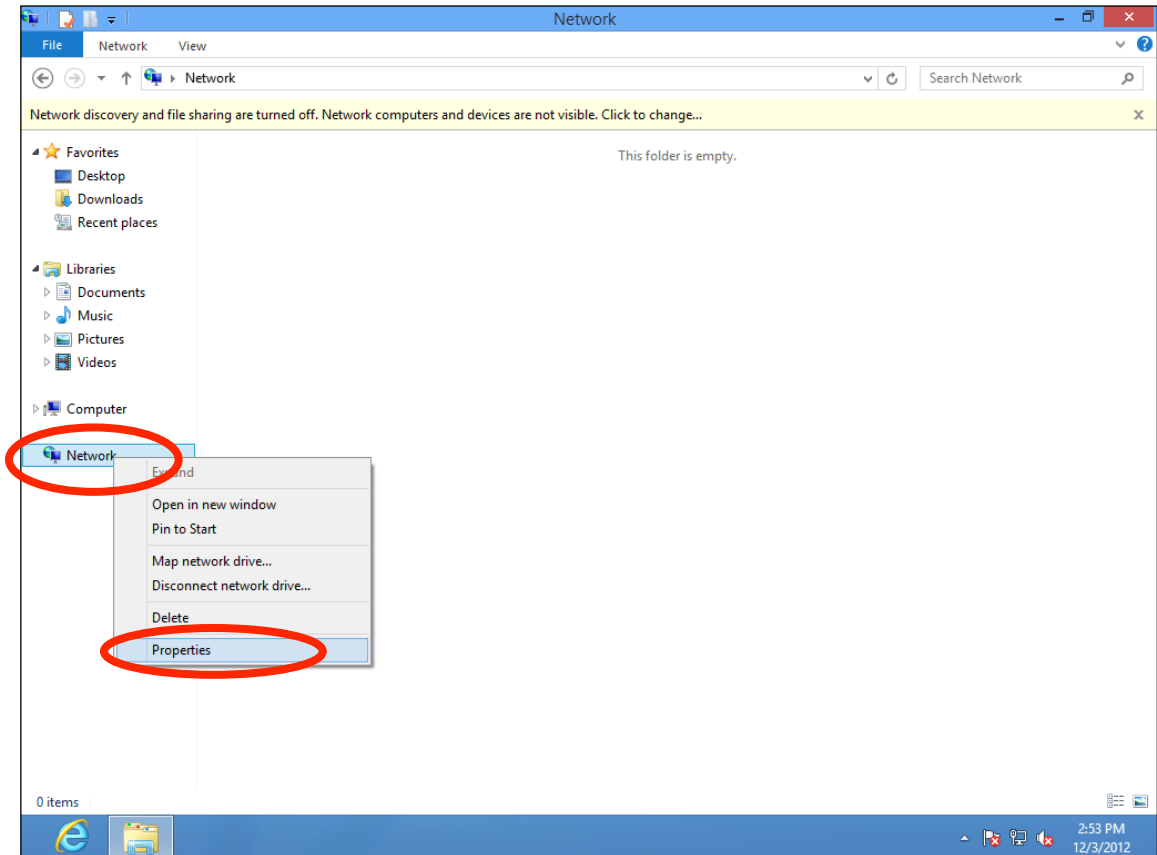 Network
File Network View
Network
Search Network
Network discovery and file sharing are turned off. Network computers and devices are not visible. Click to change...
Favorites
Desktop
Downloads
Recent places
Libraries
Documents
Music
Pictures
Videos
Computer
Network
This folder is empty.
Expand
Open in new window
Pin to Start
Map network drive...
Disconnect network drive...
Delete
Properties
0 items
2:53 PM
12/3/2012